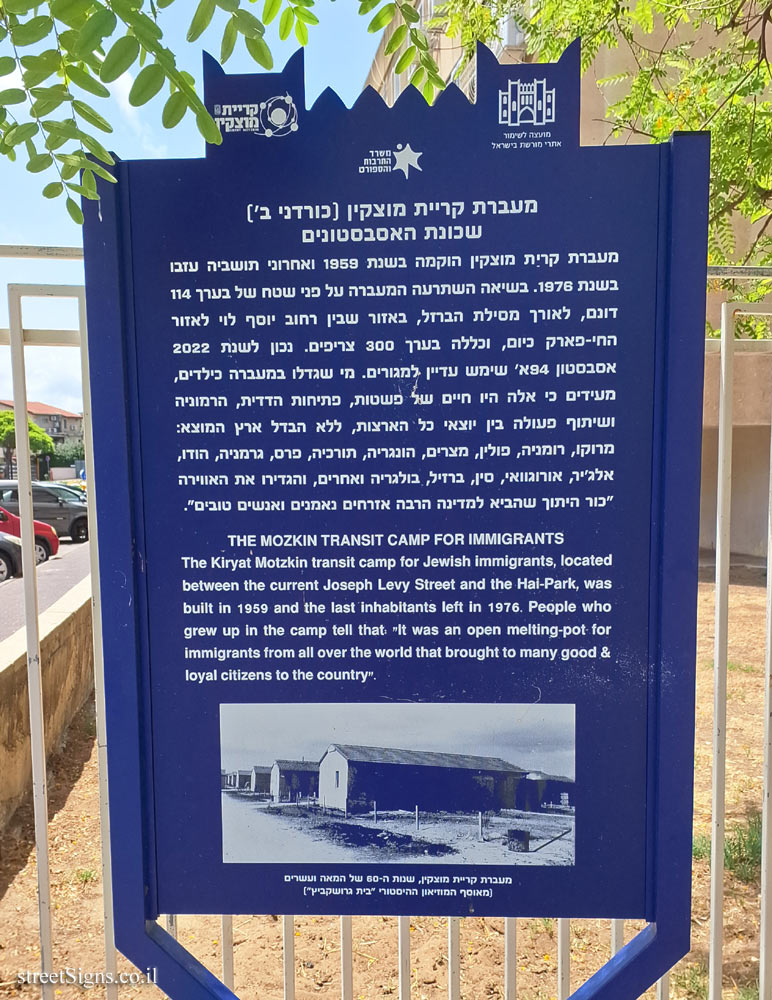 קריית
מוצקין
KIRYAT MOTZKIN
מועצה לשימור
אתרי מורשת בישראל
משרד
התרבות
והספורט
מעברת קריית מוצקין (כורדני ב')
שכונת האסבסטונים
מעברת קרית מוצקין הוקמה בשנת 1959 ואחרוני תושביה עזבו
בשנת 1976. בשיאה השתרעה המעברה על פני שטח של בערך 114
דונם, לאורך מסילת הברזל, באזור שבין רחוב יוסף לוי לאזור
החי-פארק כיום, וכללה בערך 300 צריפים. נכון לשנת 2022
אסבסטון 94א' שימש עדיין למגורים. מי שגדלו במעברה כילדים,
מעידים כי אלה היו חיים של פשטות, פתיחות הדדית, הרמוניה
ושיתוף פעולה בין יוצאי כל הארצות, ללא הבדל ארץ המוצא:
מרוקו, רומניה, פולין, מצרים, הונגריה, תורכיה, פרס, גרמניה, הודו,
אלג'יר, אורוגוואי, סין, ברזיל, בולגריה ואחרים, והגדירו את האווירה
"כור היתוך שהביא למדינה הרבה אזרחים נאמנים ואנשים טובים".
THE MOZKIN TRANSIT CAMP FOR IMMIGRANTS
The Kiryat Motzkin transit camp for Jewish immigrants, located
between the current Joseph Levy Street and the Hai-Park, was
built in 1959 and the last inhabitants left in 1976. People who
grew up in the camp tell that: "It was an open melting-pot for
immigrants from all over the world that brought to many good &
loyal citizens to the country".
מעברת קריית מוצקין, שנות ה-60 של המאה ועשרים
(מאוסף המוזיאון ההיסטורי "בית גרושקביץ")
streetSigns.co.il